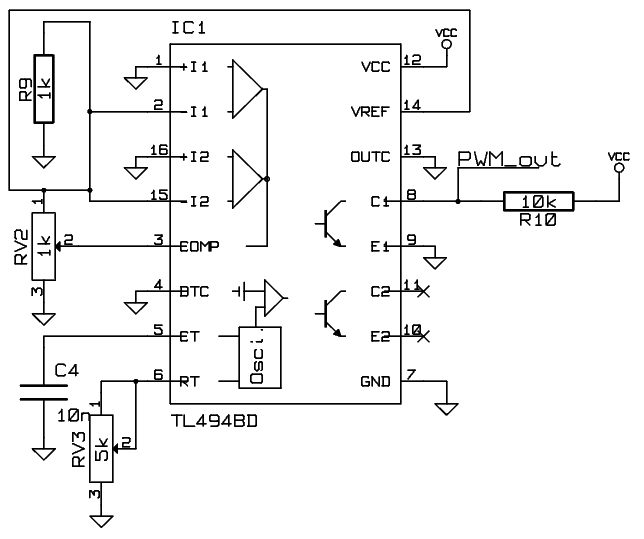 IC1
VCC
1 +I1 VCC 12
R9 1k
2 -I1 VREF 14
16 +I2 OUTC 13
PWM_out
VCC
15 -I2 C1 8
10k
R10
1
RV2 1k 2
3 COMP E1 9
3
4 DTC C2 11
5 CT E2 10
Oscil.
C4
6 RT GND 7
10n
1
TL494BD
RV3 5k 2
3